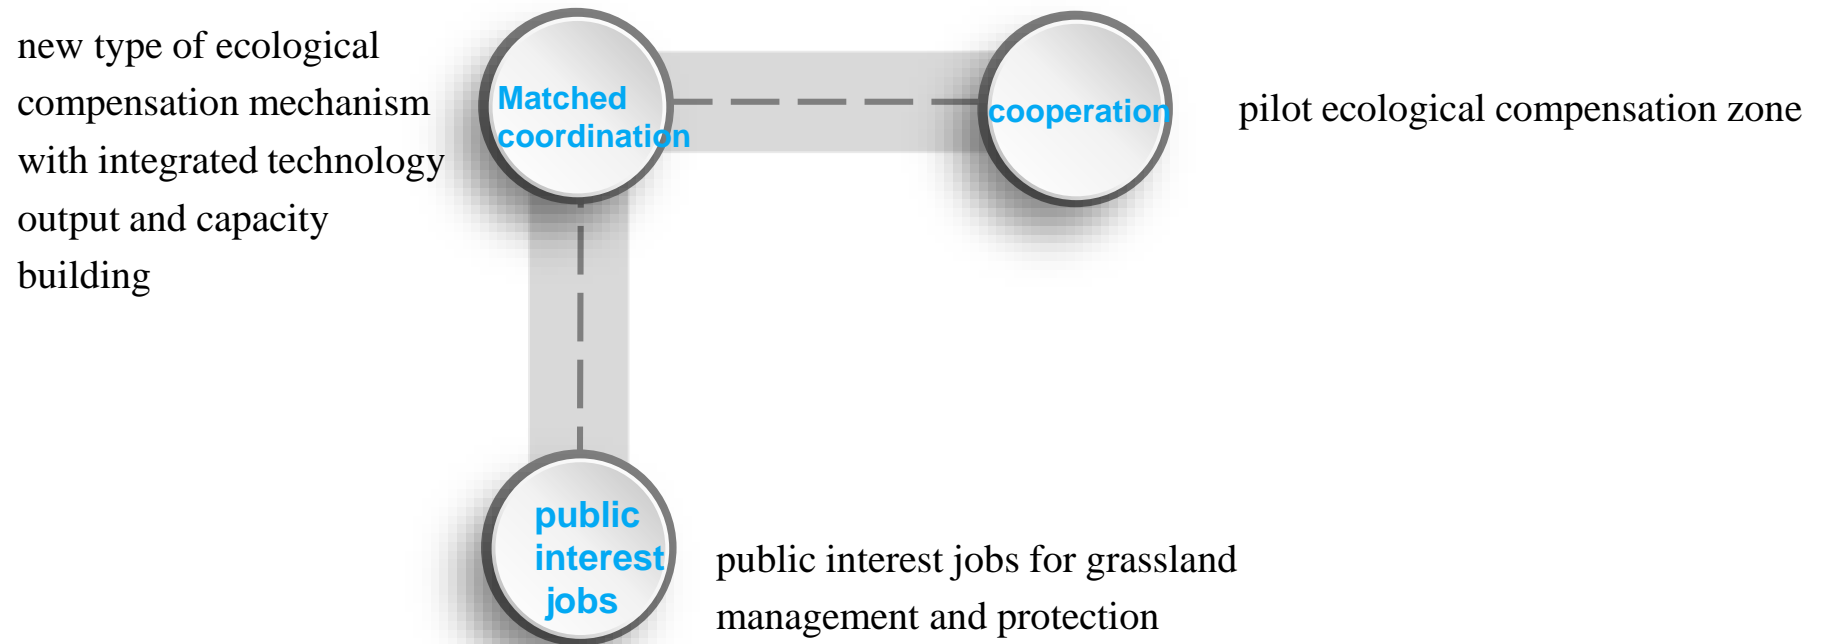 new type of ecological
compensation mechanism
with integrated technology
output and capacity
building
Matched
coordination
cooperation
pilot ecological compensation zone
public
interest
jobs
public interest jobs for grassland
management and protection